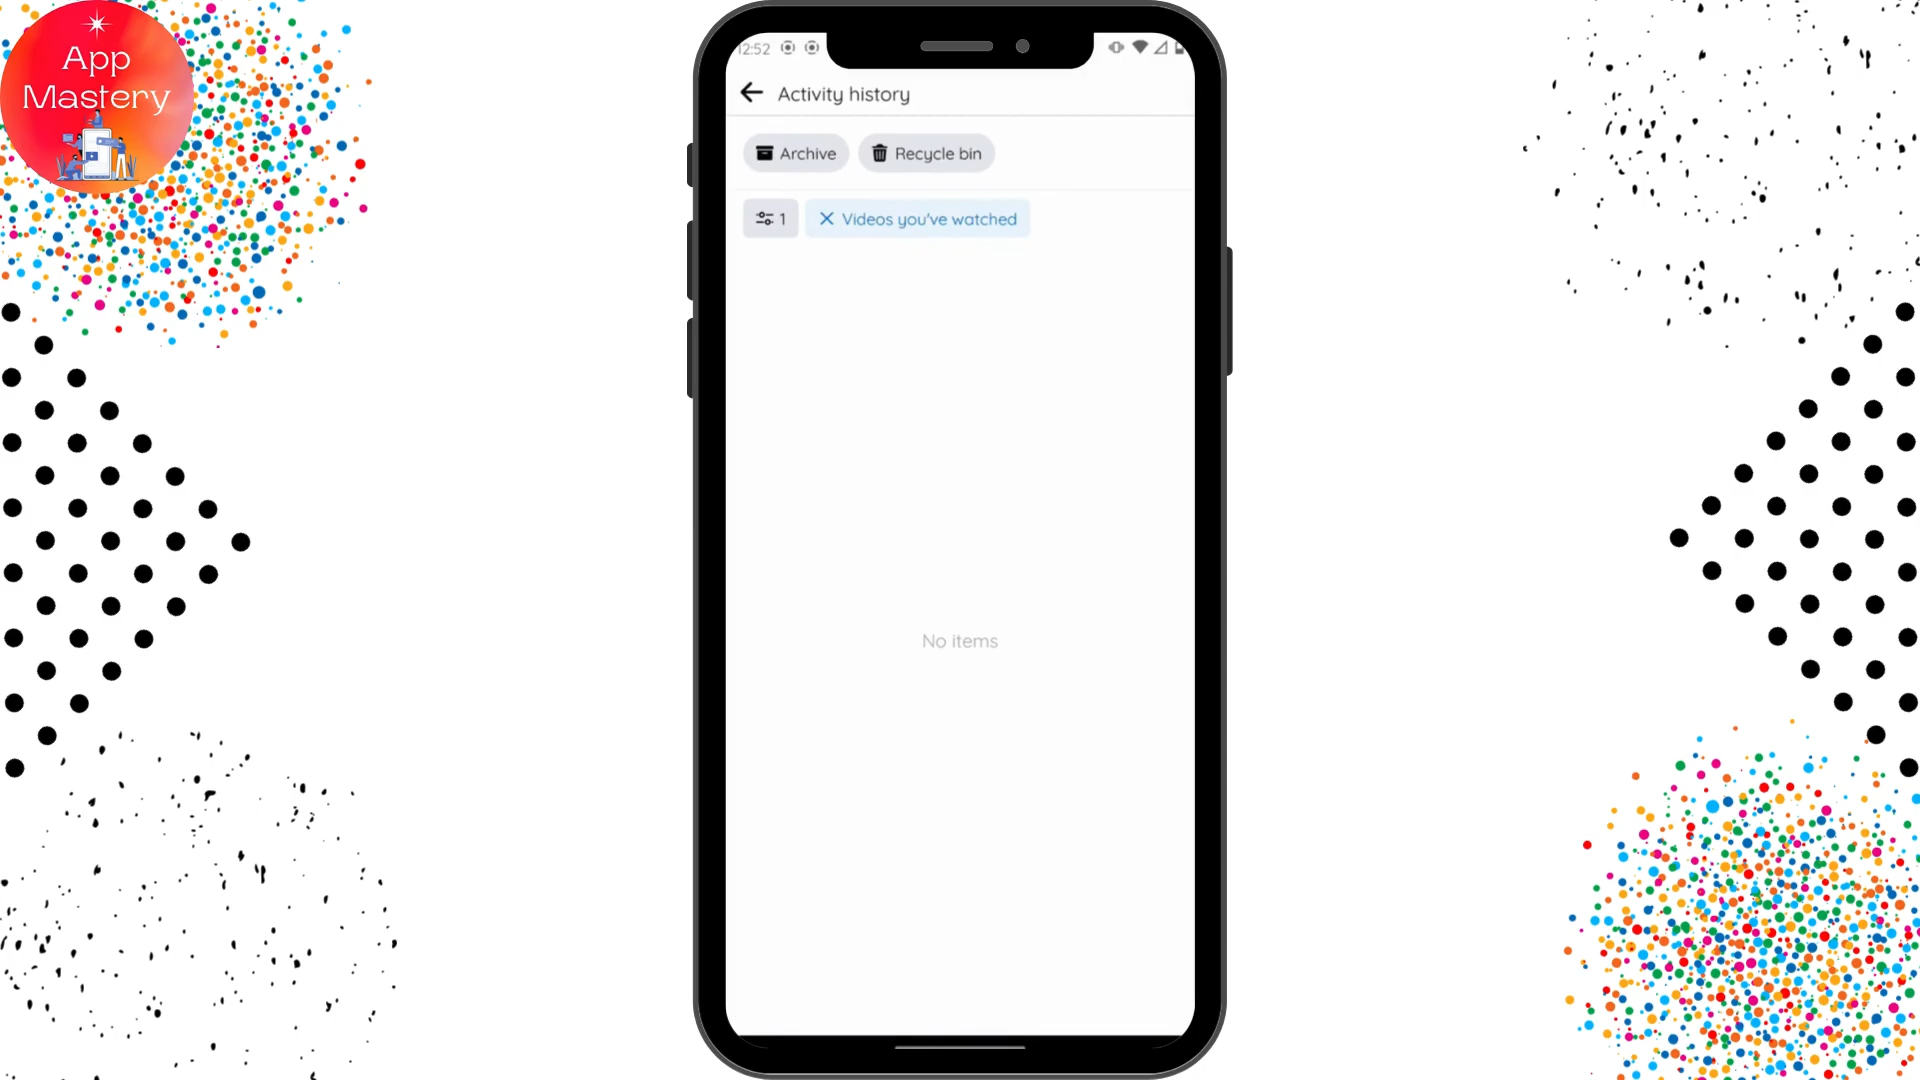 App
Mastery
12:52
Activity history
Archive
Recycle bin
1
Videos you've watched
No items